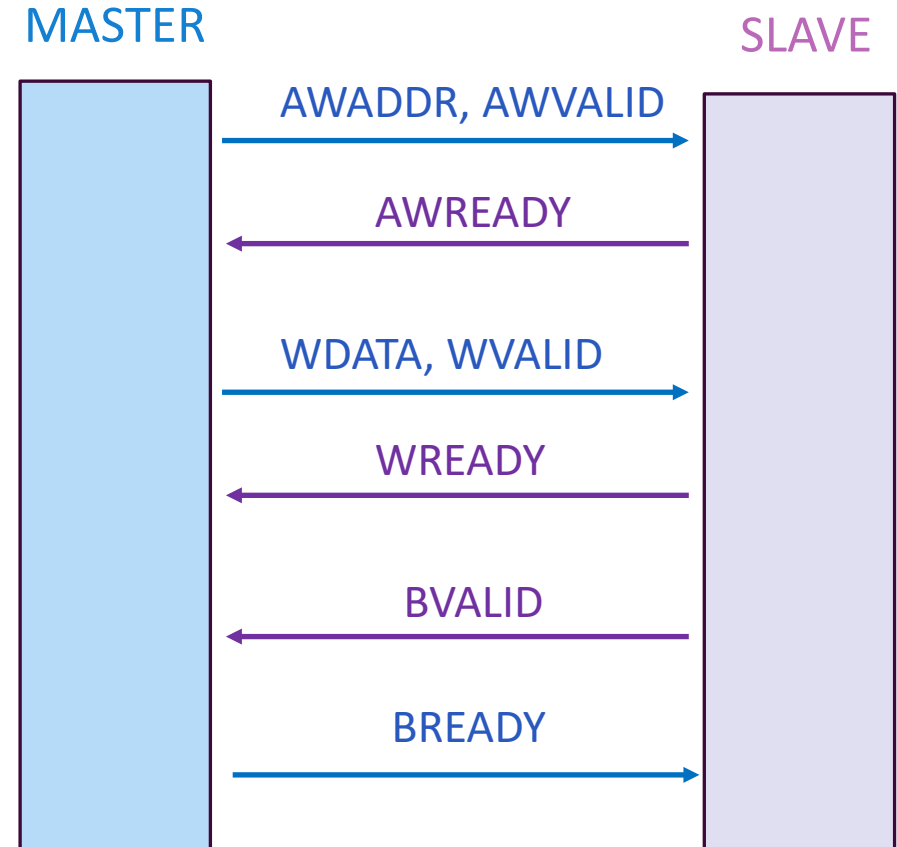 MASTER
SLAVE
AWADDR, AWVALID
AWREADY
WDATA, WVALID
WREADY
BVALID
BREADY